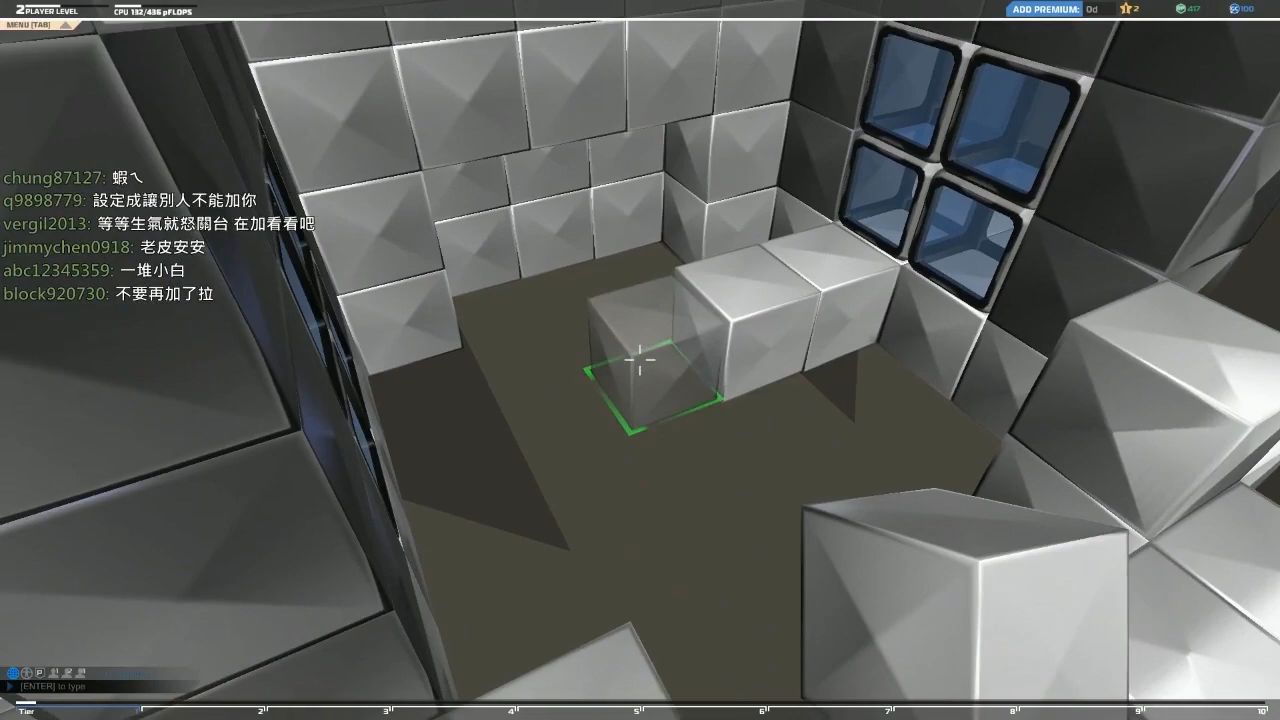 2 PLAYER LEVEL
CPU 132/435 pFLOPS
ADD PREMIUM: 0d
2
417
100
MENU [TAB]
chung87127: 蝦ㄟ
q9898779: 設定成讓別人不能加你
vergil2013: 等等生氣就怒關台 在加看看吧
jimmychen0918: 老皮安安
abc12345359: 一堆小白
block920730: 不要再加了拉
P
[ENTER] to type
Tier 1 2 3 4 5 6 7 8 9 10